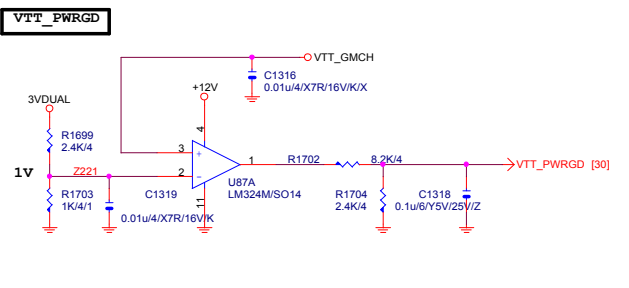 VTT_PWRGD
VTT_GMCH
C1316
0.01u/4/X7R/16V/K/X
+12V
3VDUAL
R1699
2.4K/4
4
3
+
1
R1702
8.2K/4
VTT_PWRGD [30]
1V
Z221
2
-
U87A
LM324M/SO14
R1703
1K/4/1
C1319
0.01u/4/X7R/16V/K
11
R1704
2.4K/4
C1318
0.1u/6/Y5V/25V/Z